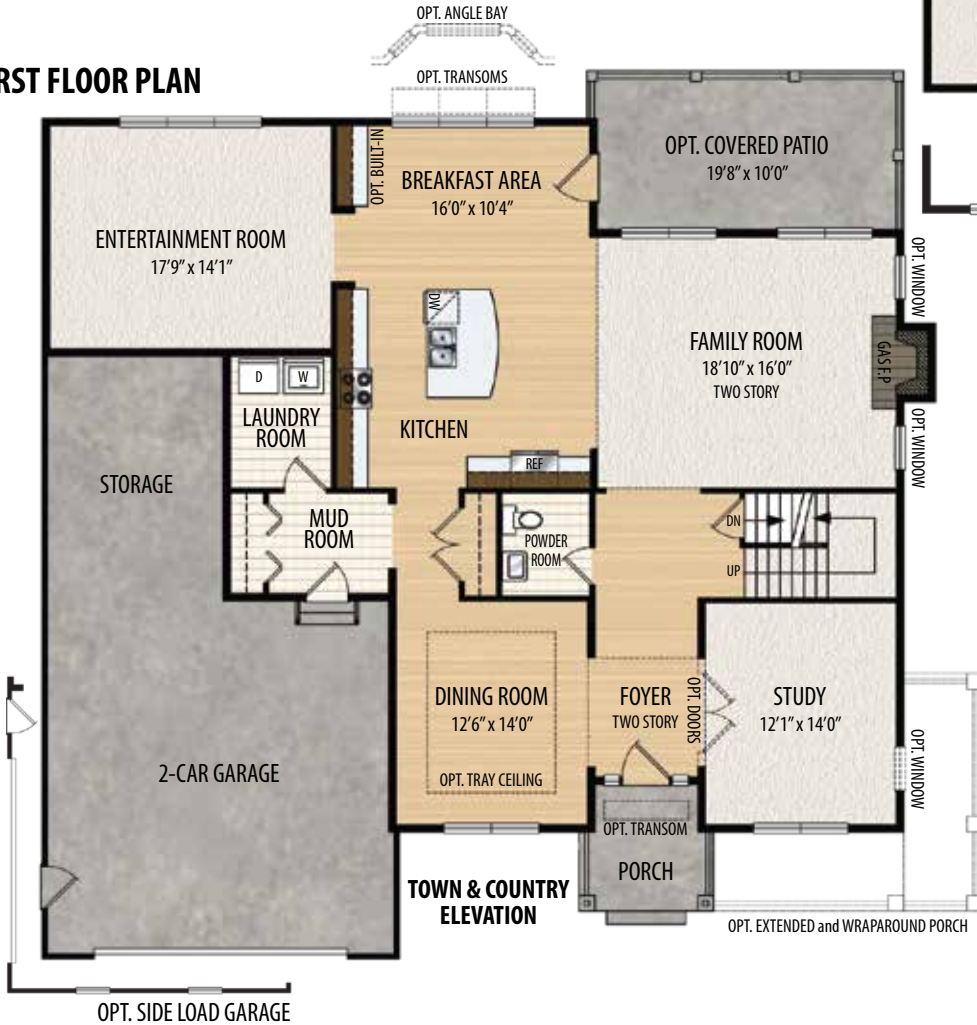 OPT. ANGLE BAY
RST FLOOR PLAN
OPT. TRANSOMS
OPT. BUILT-IN
BREAKFAST AREA
16'0" x 10'4"
OPT. COVERED PATIO
19'8" x 10'0"
ENTERTAINMENT ROOM
17'9" x 14'1"
OPT. WINDOW
DW
FAMILY ROOM
18'10" x 16'0"
TWO STORY
GAS F.P
D
W
LAUNDRY
ROOM
KITCHEN
OPT. WINDOW
REF
STORAGE
MUD
ROOM
POWDER
ROOM
DN
UP
DINING ROOM
12'6" x 14'0"
OPT. TRAY CEILING
FOYER
TWO STORY
OPT. DOORS
STUDY
12'1" x 14'0"
OPT. WINDOW
2-CAR GARAGE
OPT. TRANSOM
PORCH
TOWN & COUNTRY
ELEVATION
OPT. EXTENDED and WRAPAROUND PORCH
OPT. SIDE LOAD GARAGE